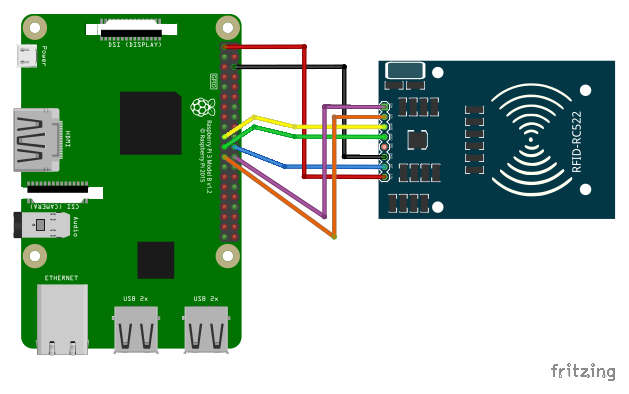 DSI (DISPLAY)
Power
GPIO
HDMI
Raspberry Pi 3 Model B v1.2
© Raspberry Pi 2015
RFID-RC522
CSI (CAMERA)
Audio
ETHERNET
USB 2x
USB 2x
fritzing